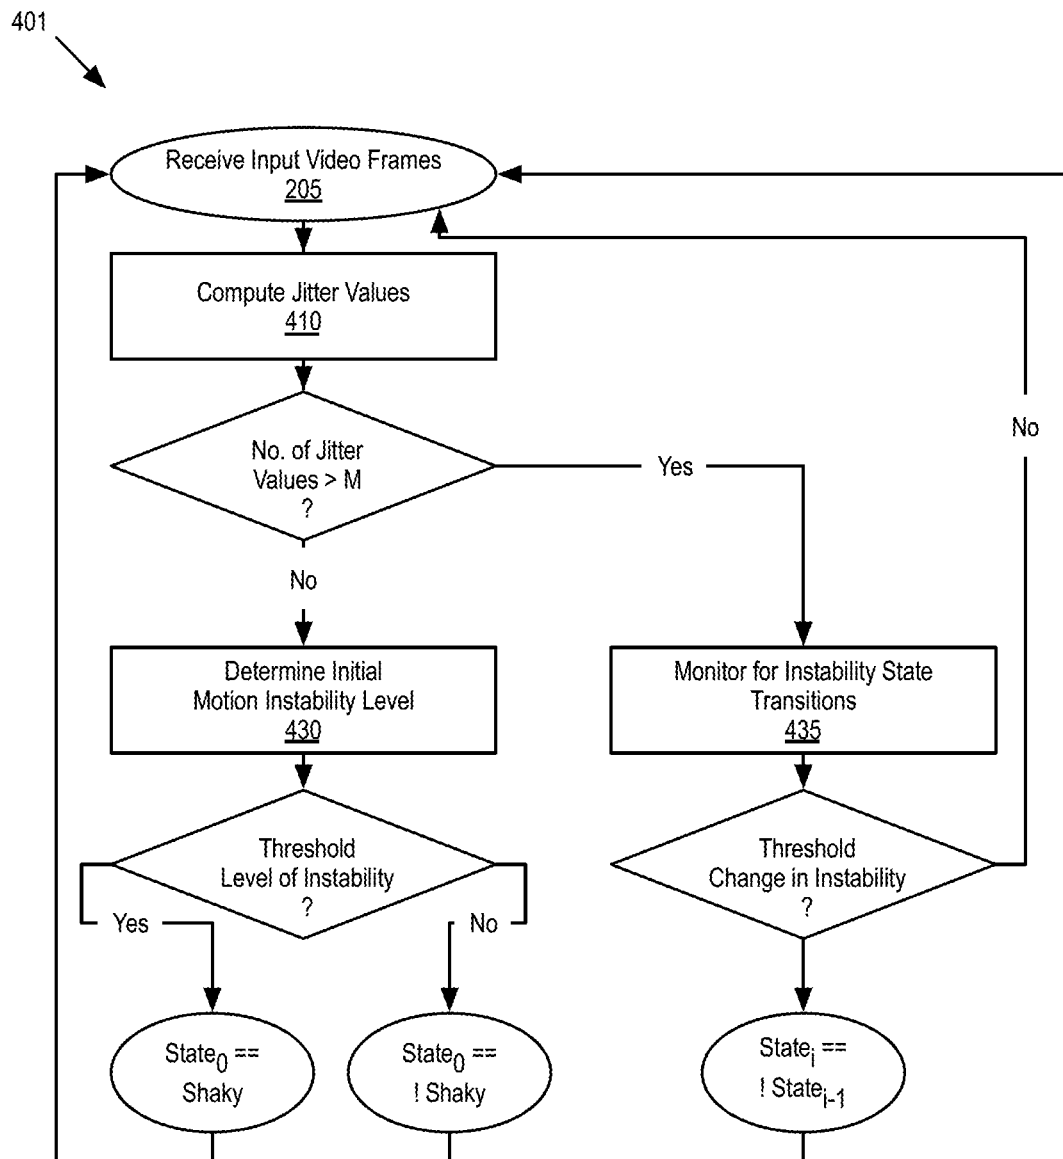 401
Receive Input Video Frames
205
Compute Jitter Values
410
No. of Jitter
Values > M
?
Yes
No
No
Determine Initial
Motion Instability Level
430
Monitor for Instability State
Transitions
435
Threshold
Level of Instability
?
Threshold
Change in Instability
?
Yes
No
State0 ==
Shaky
State0 ==
! Shaky
Statei ==
! Statei-1